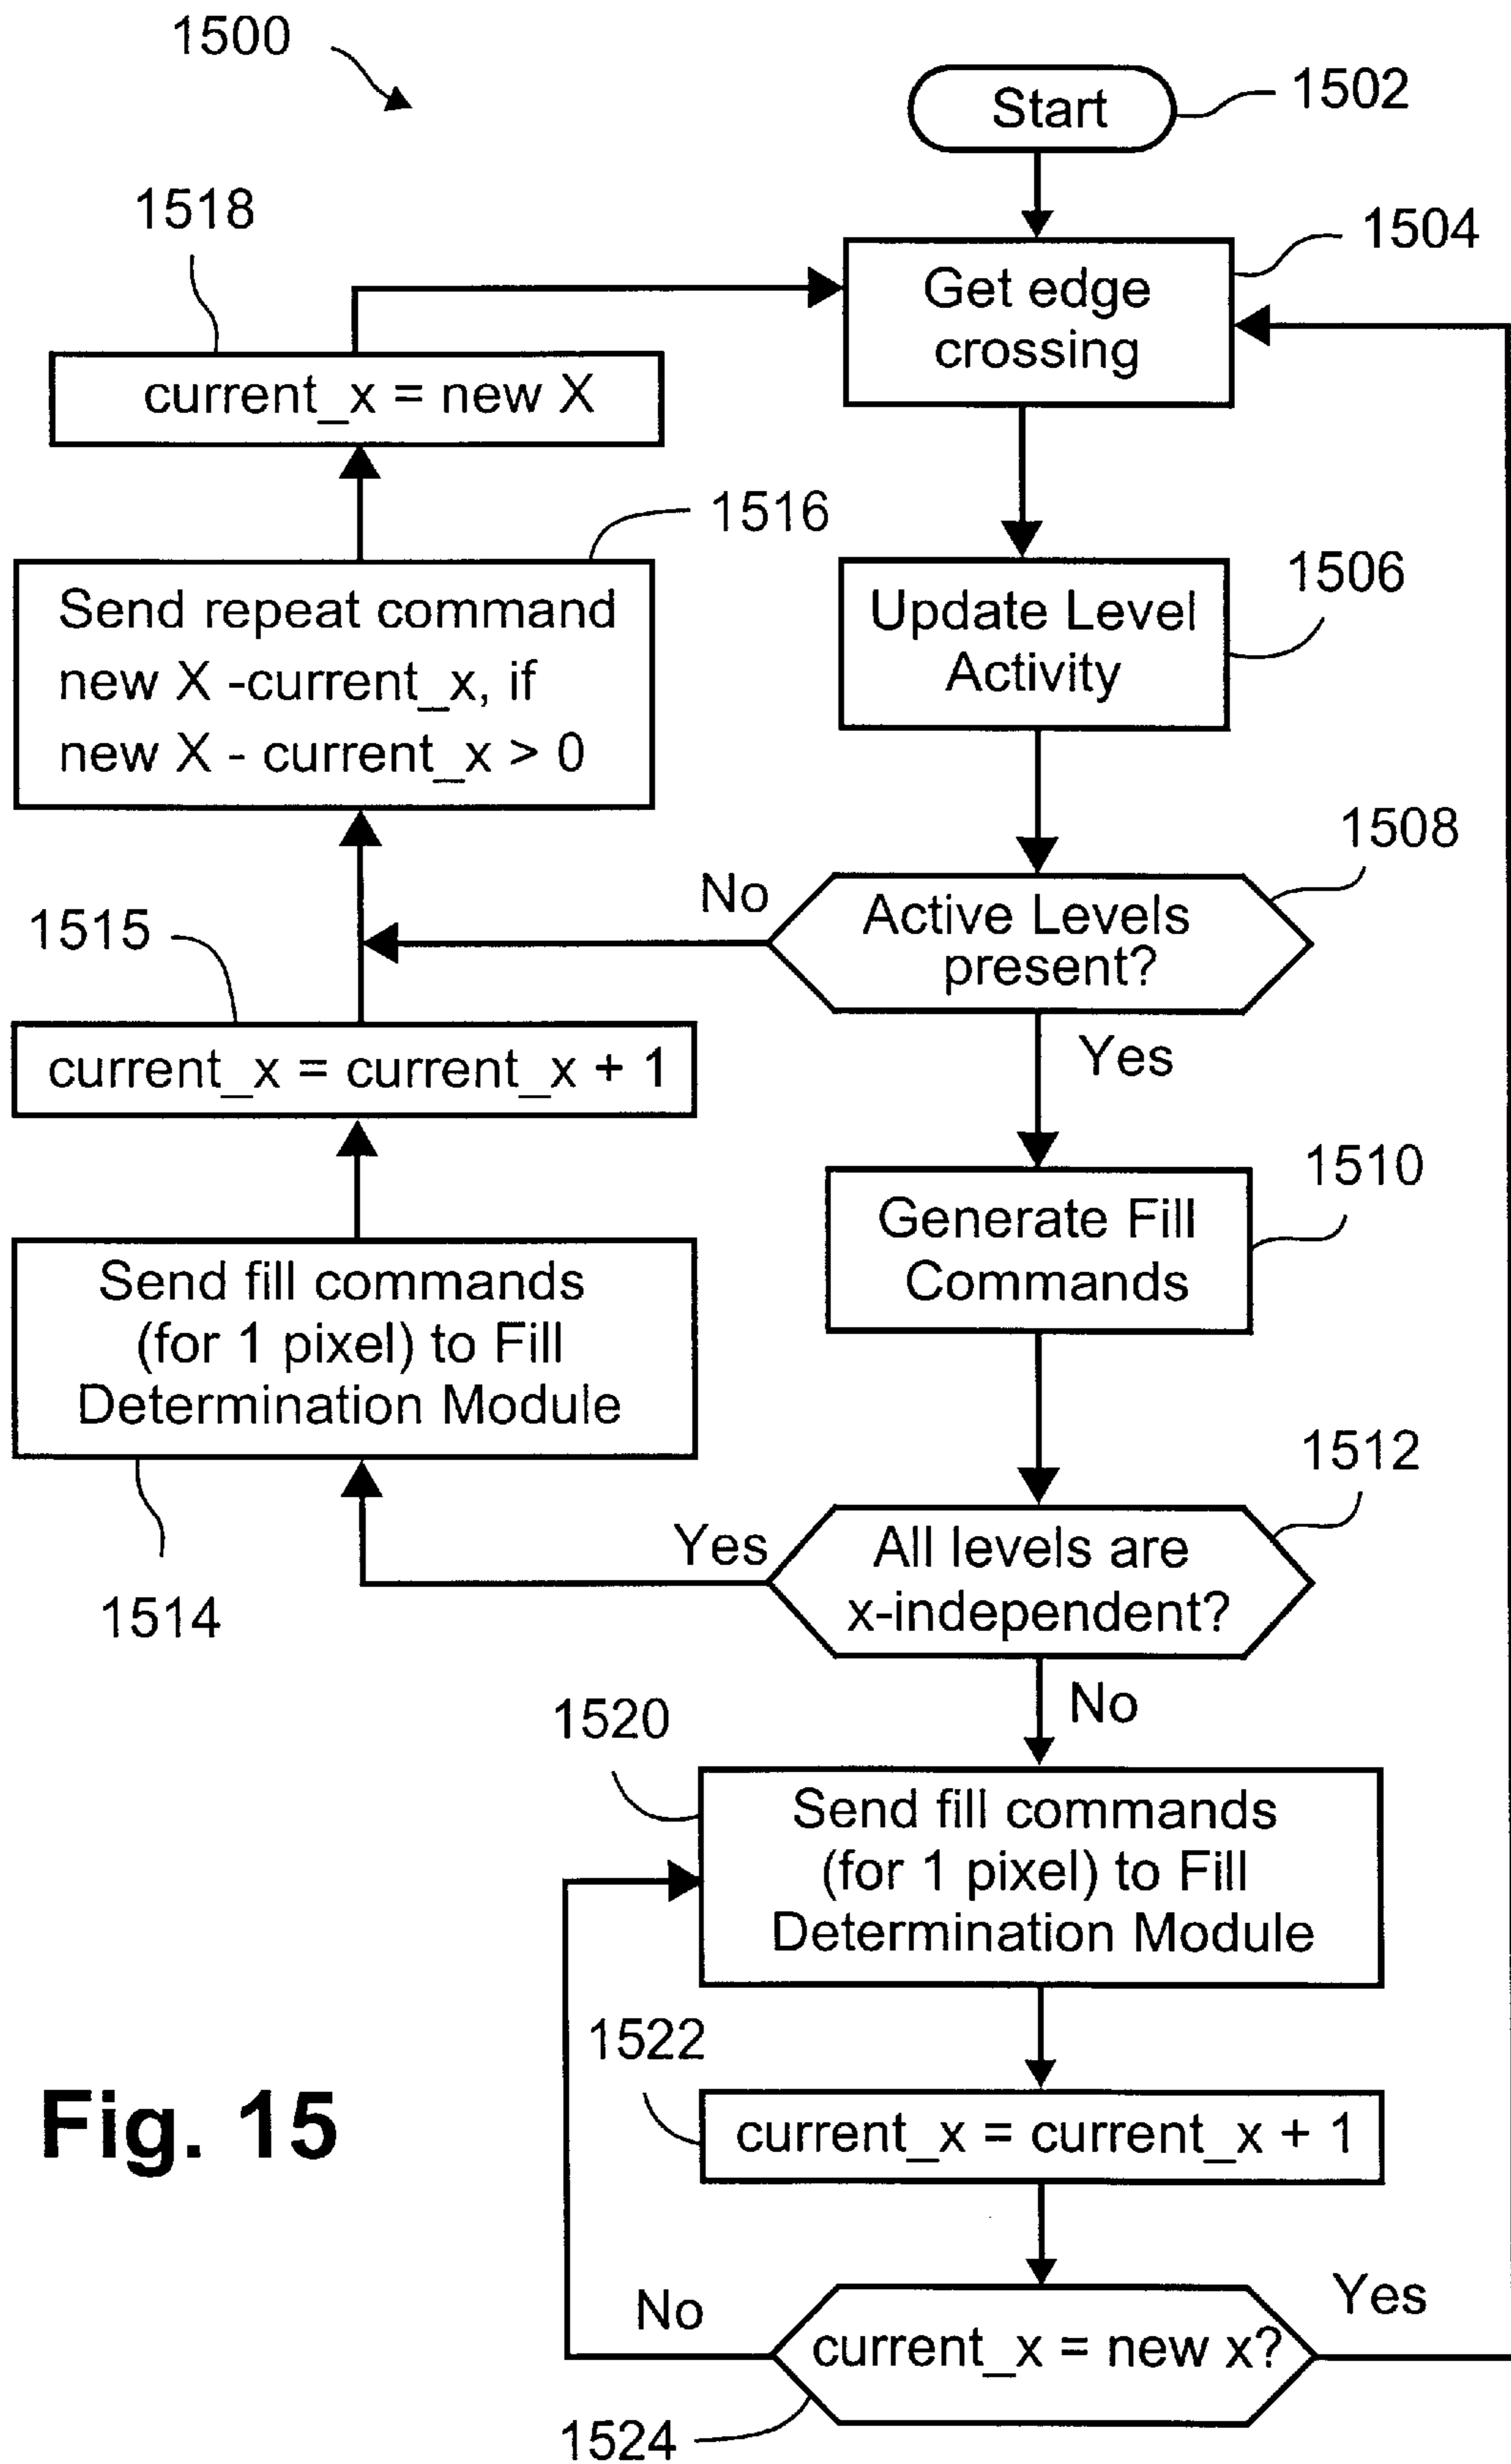 1500
Start
1502
1518
Get edge
crossing
1504
current_x = new X
1516
Send repeat command
new X -current_x, if
new X - current_x > 0
Update Level
Activity
1506
1508
No
Active Levels
present?
1515
Yes
current_x = current_x + 1
1510
Generate Fill
Commands
Send fill commands
(for 1 pixel) to Fill
Determination Module
1512
Yes
All levels are
x-independent?
1514
No
1520
Send fill commands
(for 1 pixel) to Fill
Determination Module
1522
Fig. 15
current_x = current_x + 1
No
Yes
current_x = new x?
1524